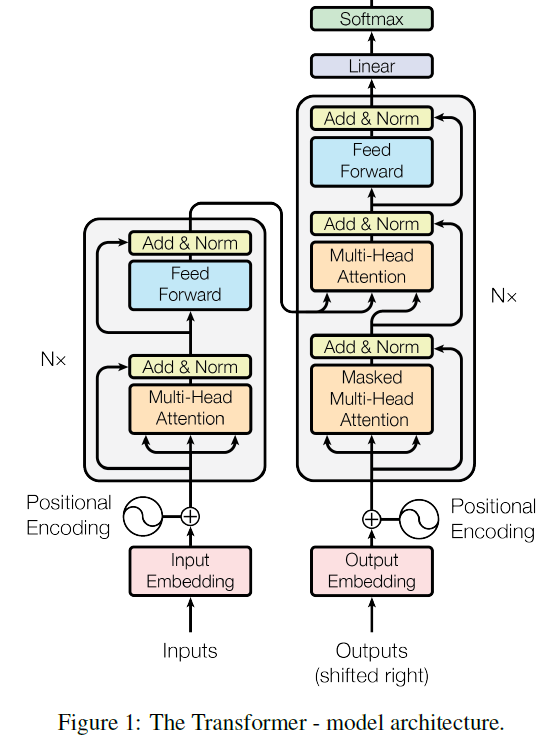 Softmax
Linear
Add & Norm
Feed
Forward
Add & Norm
Multi-Head
Attention
Add & Norm
Masked
Multi-Head
Attention
N×
Add & Norm
Feed
Forward
N×
Add & Norm
Multi-Head
Attention
Positional
Encoding
Positional
Encoding
Input
Embedding
Output
Embedding
Inputs
Outputs
(shifted right)
Figure 1: The Transformer - model architecture.